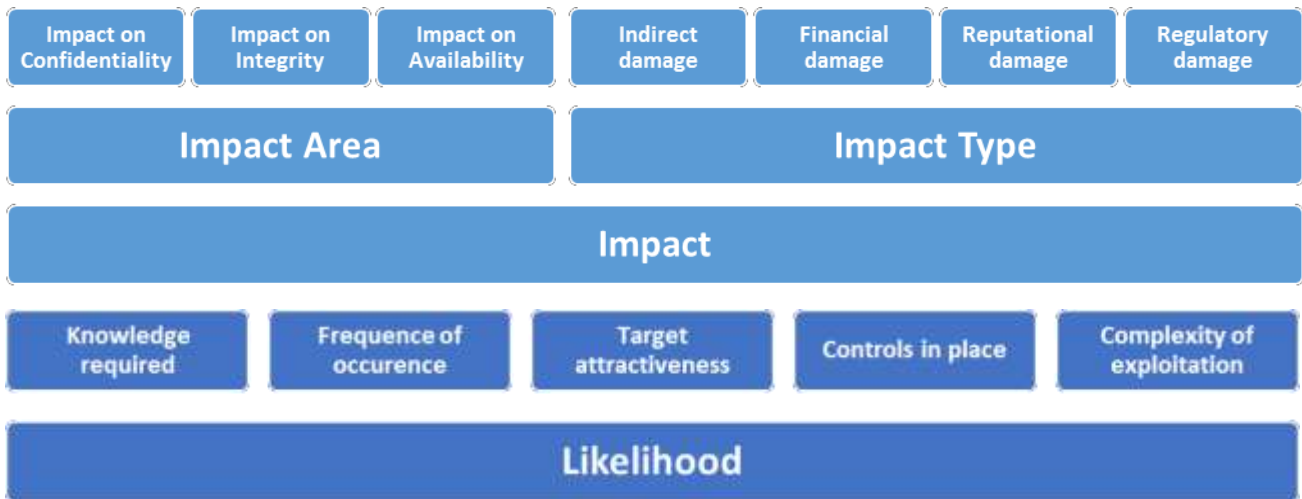 Impact on
Confidentiality
Impact on
Integrity
Impact on
Availability
Indirect
damage
Financial
damage
Reputational
damage
Regulatory
damage
Impact Area
Impact Type
Impact
Knowledge
required
Frequence of
occurence
Target
attractiveness
Controls in place
Complexity of
exploitation
Likelihood